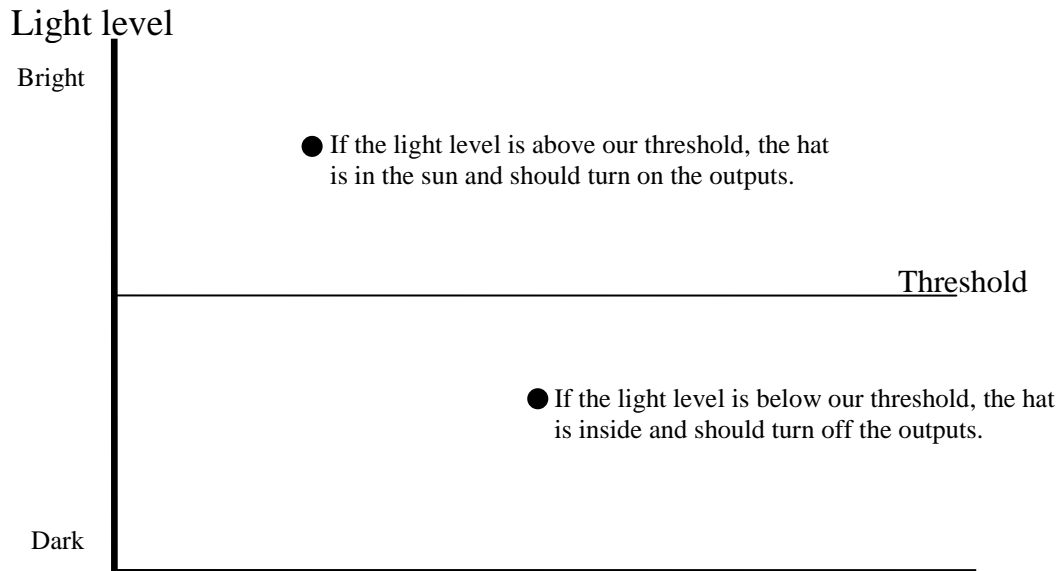 Light level
Bright
If the light level is above our threshold, the hat
is in the sun and should turn on the outputs.
Threshold
If the light level is below our threshold, the hat
is inside and should turn off the outputs.
Dark